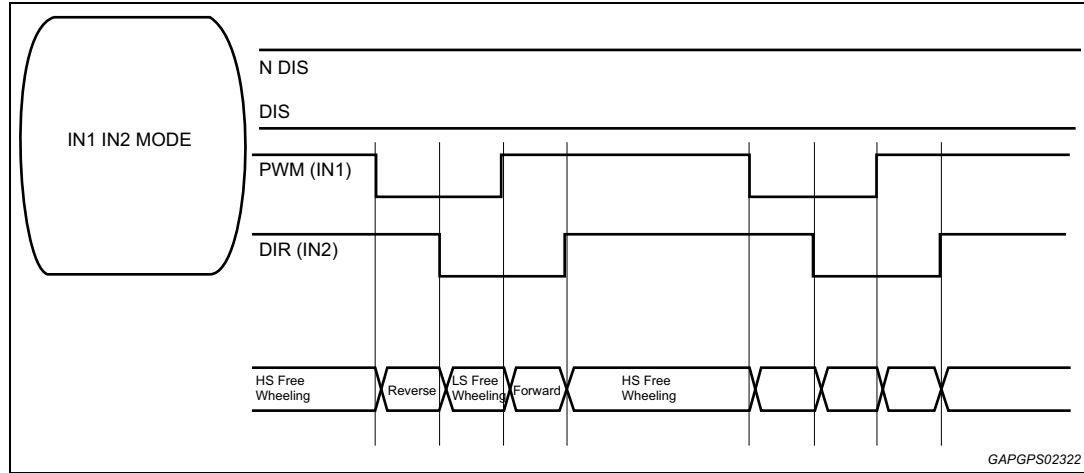 N DIS
DIS
IN1 IN2 MODE
PWM (IN1)
DIR (IN2)
HS Free
Wheeling
Reverse
LS Free
Wheeling
Forward
HS Free
Wheeling
GAPGPS02322